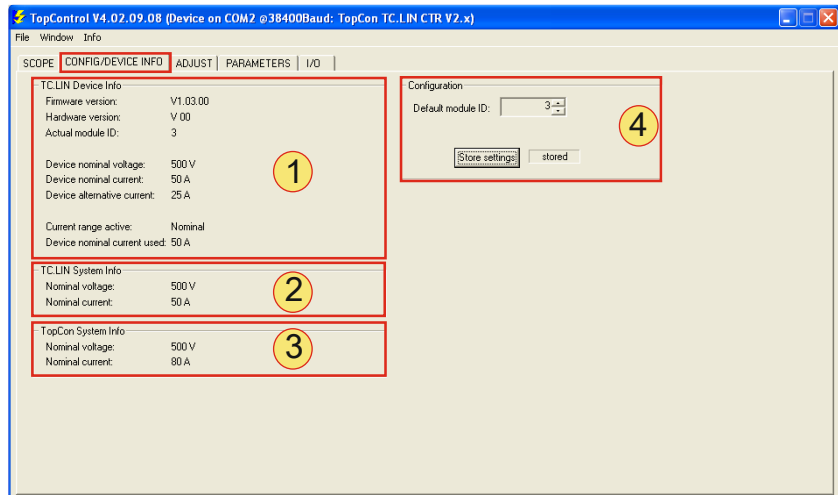 TopControl V4.02.09.08 (Device on COM2 @38400Baud: TopCon TC.LIN CTR V2.x)
File Window Info
SCOPE CONFIG/DEVICE INFO ADJUST PARAMETERS I/O
TC.LIN Device Info
Firmware version: V1.03.00
Hardware version: V 00
Actual module ID: 3
Device nominal voltage: 500 V
Device nominal current: 50 A
Device alternative current: 25 A
Current range active: Nominal
Device nominal current used: 50 A
1
TC.LIN System Info
Nominal voltage: 500 V
Nominal current: 50 A
2
TopCon System Info
Nominal voltage: 500 V
Nominal current: 80 A
3
Configuration
Default module ID: 3
Store settings stored
4